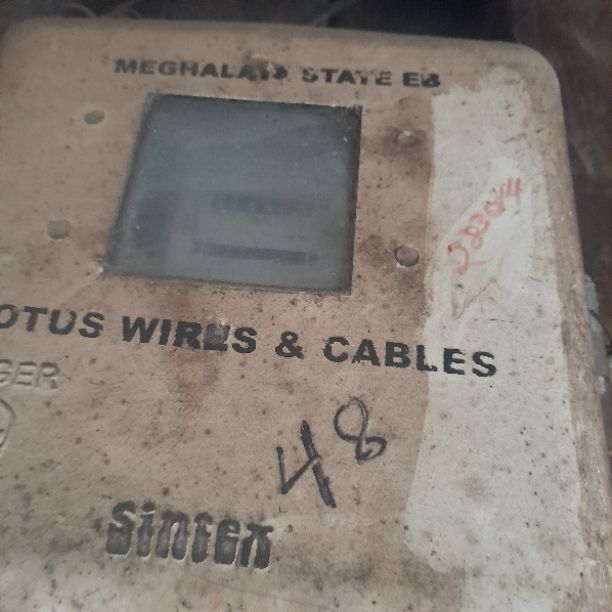 MEGHALAYA STATE EB
OTUS WIRES & CABLES
GER
48
Sintex